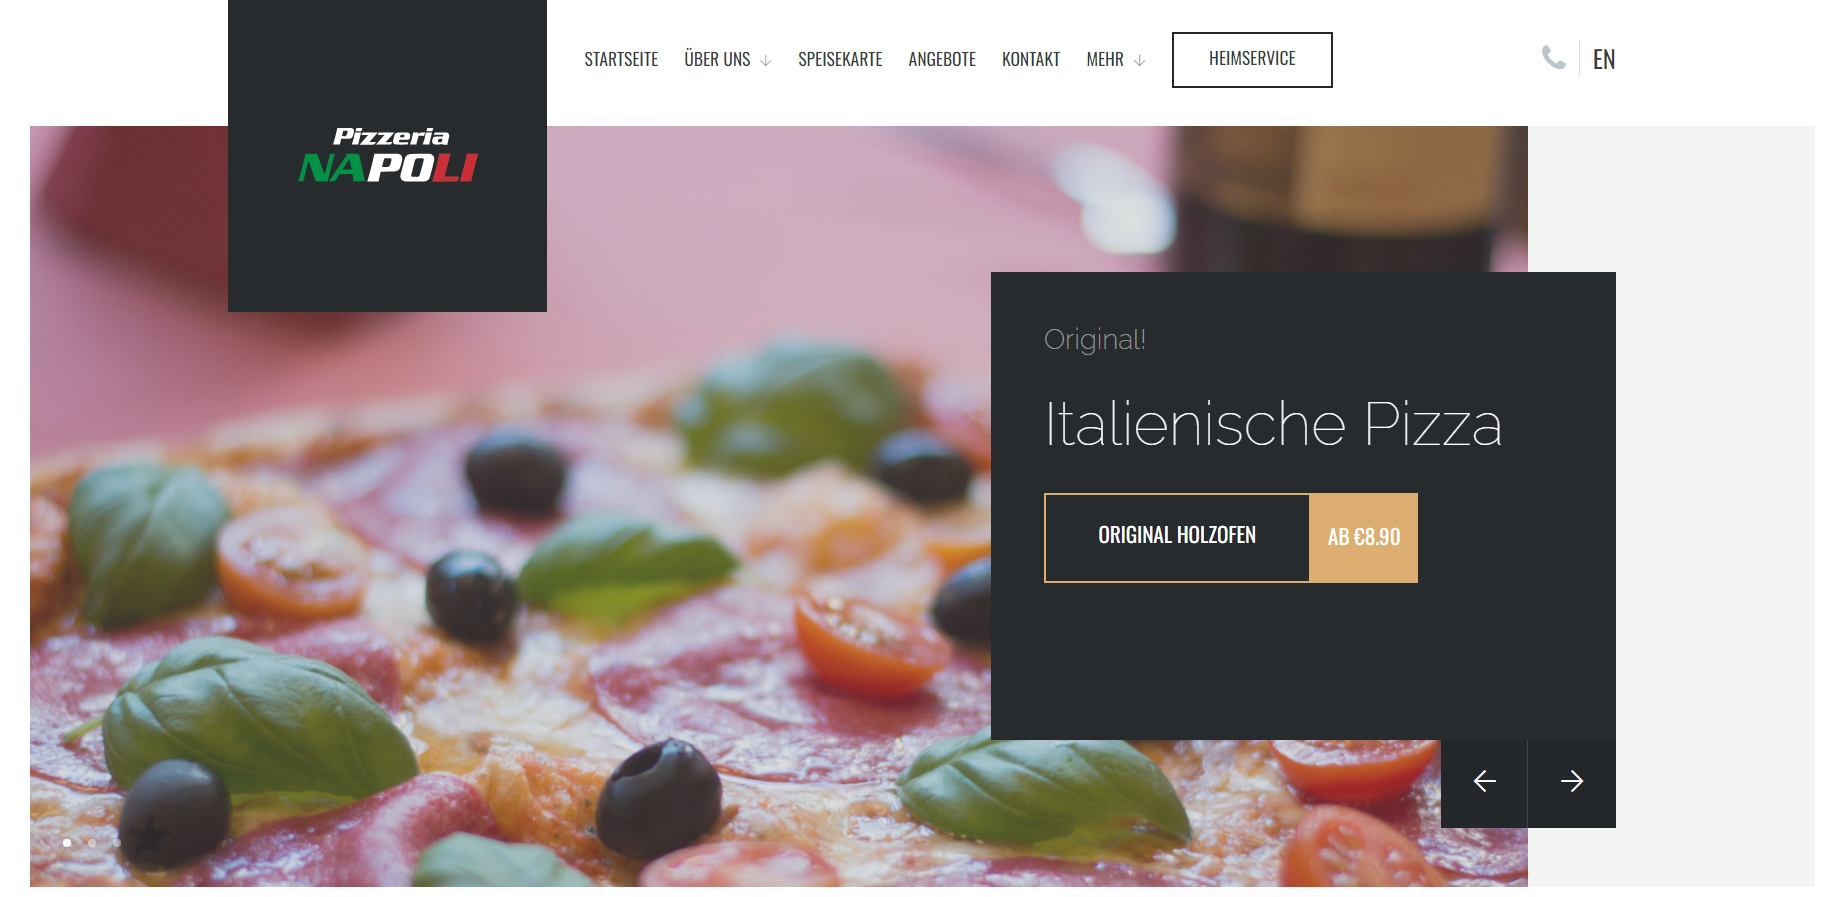 Pizzeria
NAPOLI
STARTSEITE ÜBER UNS SPEISEKARTE ANGEBOTE KONTAKT MEHR HEIMSERVICE EN
Original!
Italienische Pizza
ORIGINAL HOLZOFEN AB €8.90